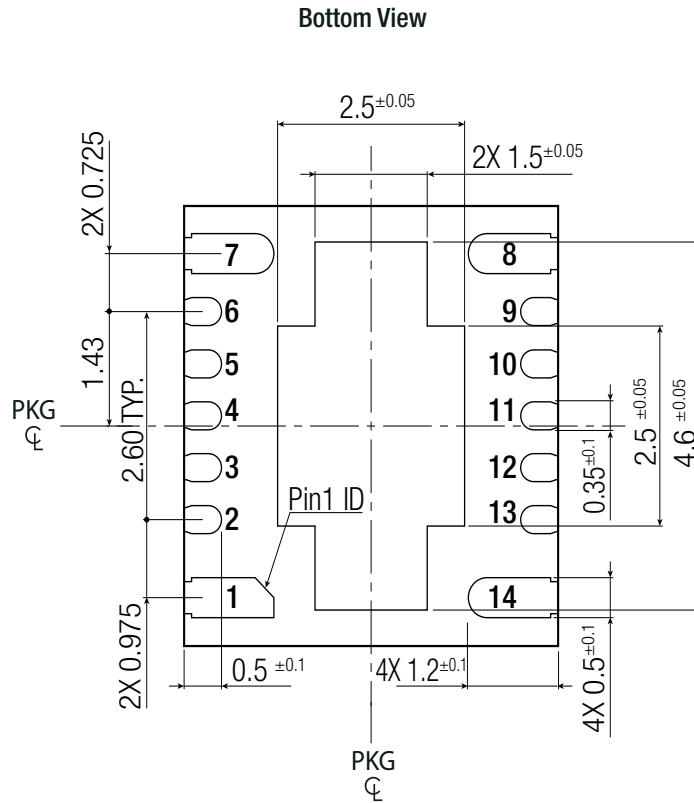 Bottom View
2.5±0.05
2X 1.5±0.05
2X 0.725
1.43
2.60 TYP.
2X 0.975
PKG
℄
7
6
5
4
3
2
1
Pin1 ID
8
9
10
11
12
13
14
0.35±0.1
2.5 ±0.05
4.6 ±0.05
0.5 ±0.1
4X 1.2±0.1
4X 0.5±0.1
PKG
℄